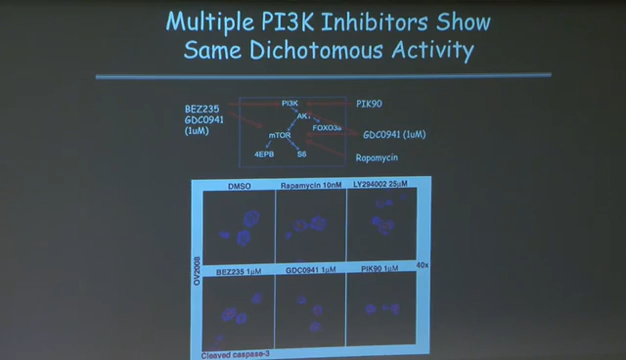 Multiple PI3K Inhibitors Show
Same Dichotomous Activity
BEZ235
GDC0941
(1uM)
PI3K
AKt
FOXO3a
mTOR
4EPB
S6
PIK90
GDC0941 (1uM)
Rapamycin
DMSO
Rapamycin 10nM
LY294002 25μM
BEZ235 1μM
GDC0941 1μM
PIK90 1μM
OV2008
40x
Cleaved caspase-3